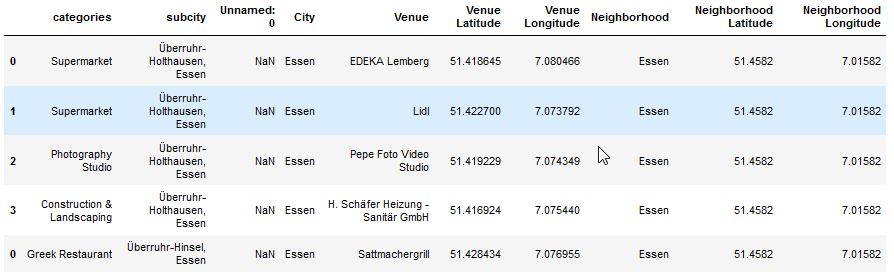 categories subcity Unnamed: 0 City Venue Venue Latitude Venue Longitude Neighborhood Neighborhood Latitude Neighborhood Longitude
0 Supermarket Überruhr-Holthausen, Essen NaN Essen EDEKA Lemberg 51.418645 7.080466 Essen 51.4582 7.01582
1 Supermarket Überruhr-Holthausen, Essen NaN Essen Lidl 51.422700 7.073792 Essen 51.4582 7.01582
2 Photography Studio Überruhr-Holthausen, Essen NaN Essen Pepe Foto Video Studio 51.419229 7.074349 Essen 51.4582 7.01582
3 Construction & Landscaping Überruhr-Holthausen, Essen NaN Essen H. Schäfer Heizung - Sanitär GmbH 51.416924 7.075440 Essen 51.4582 7.01582
0 Greek Restaurant Überruhr-Hinsel, Essen NaN Essen Sattmachergrill 51.428434 7.076955 Essen 51.4582 7.01582